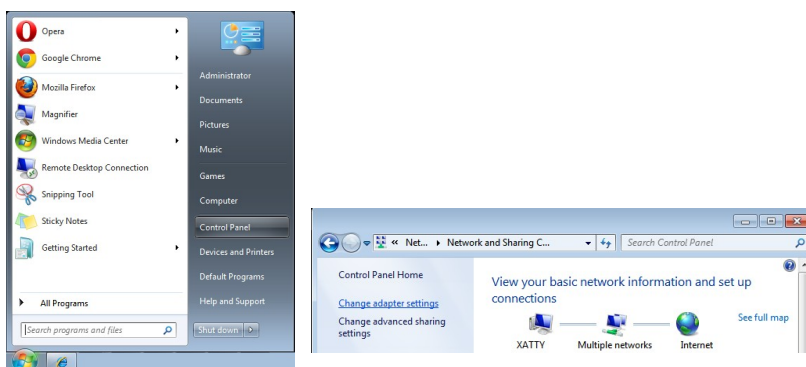 Opera
Google Chrome
Mozilla Firefox
Magnifier
Windows Media Center
Remote Desktop Connection
Snipping Tool
Sticky Notes
Getting Started
All Programs
Search programs and files
Administrator
Documents
Pictures
Music
Games
Computer
Control Panel
Devices and Printers
Default Programs
Help and Support
Shut down
« Net... Network and Sharing C...
Search Control Panel
Control Panel Home
Change adapter settings
Change advanced sharing
settings
View your basic network information and set up
connections
See full map
XATTY Multiple networks Internet